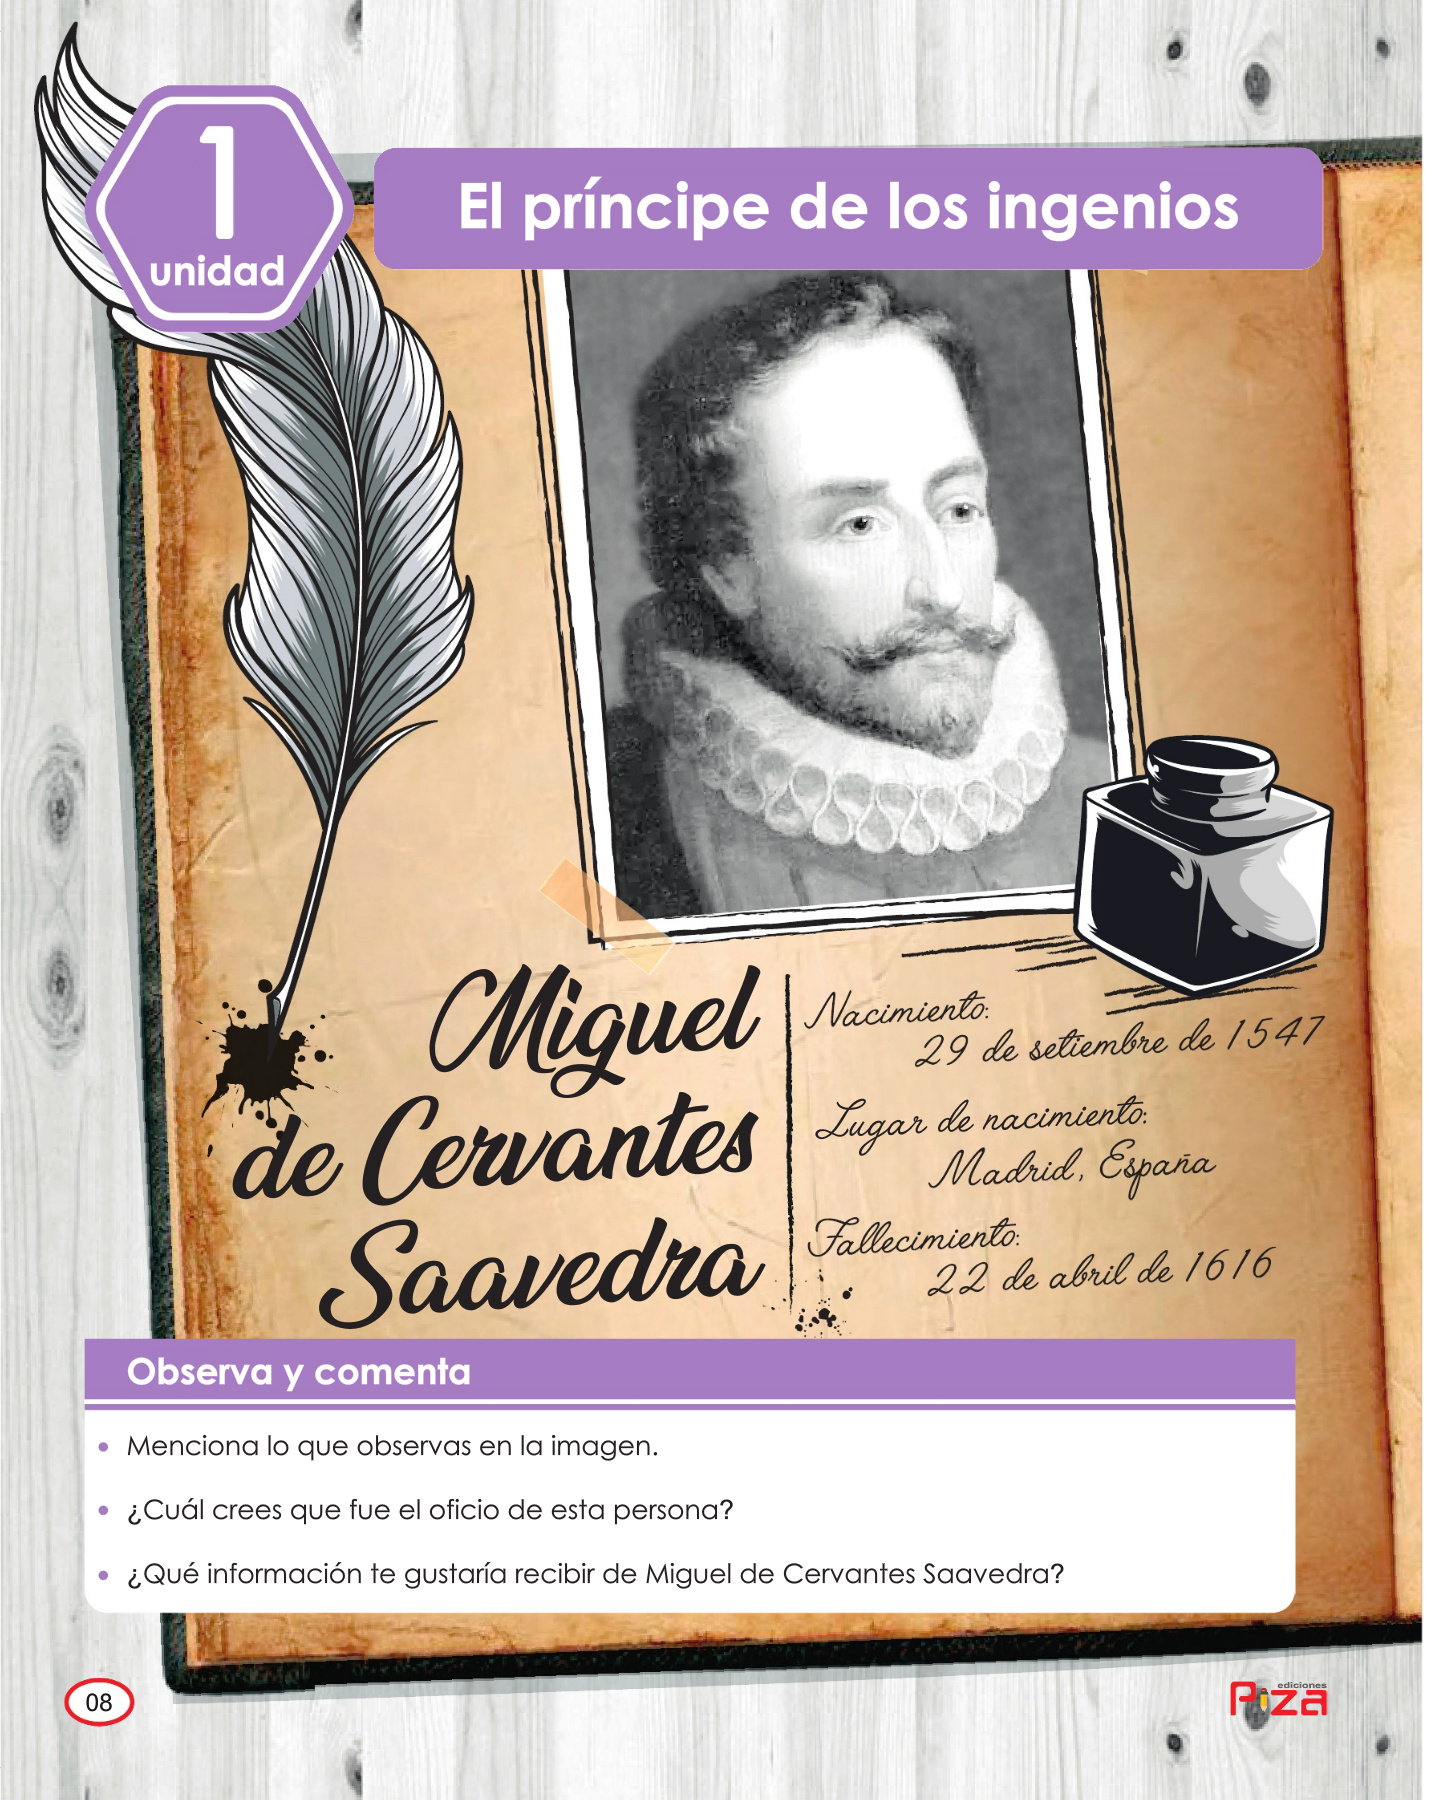 1
unidad
El príncipe de los ingenios
Miguel
de Cervantes
Saavedra
Nacimiento:
29 de setiembre de 1547
Lugar de nacimiento:
Madrid, España
Fallecimiento:
22 de abril de 1616
Observa y comenta
• Menciona lo que observas en la imagen.
• ¿Cuál crees que fue el oficio de esta persona?
• ¿Qué información te gustaría recibir de Miguel de Cervantes Saavedra?
08
ediciones
Piza